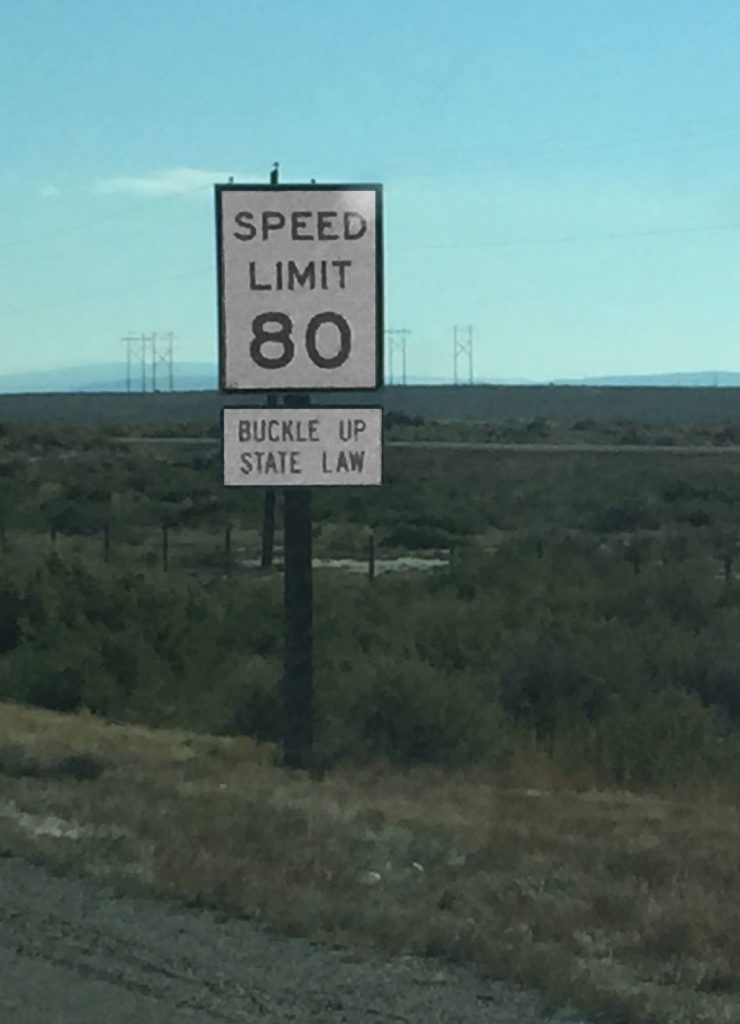 SPEED
LIMIT
80
BUCKLE UP
STATE LAW